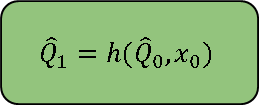 Q̂₁ = h(Q̂₀, x₀)